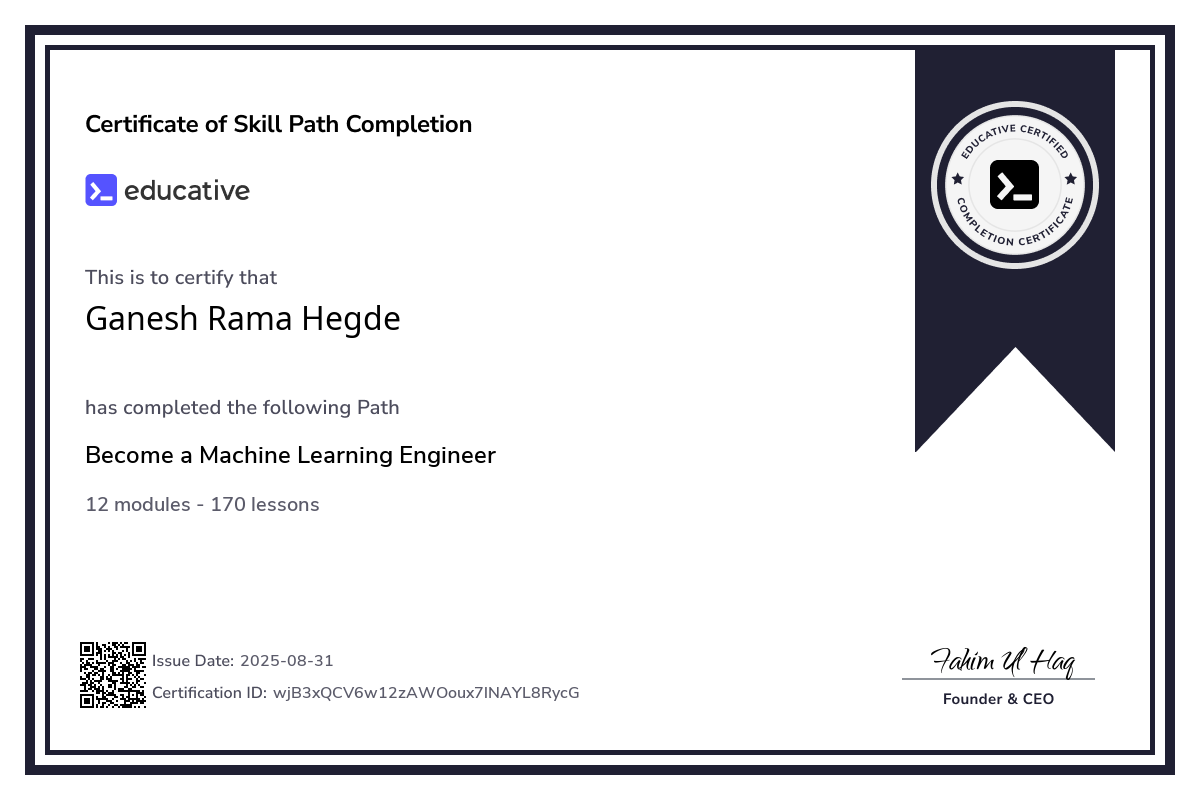 Certificate of Skill Path Completion
educative
EDUCATIVE CERTIFIED
COMPLETION CERTIFICATE
This is to certify that
Ganesh Rama Hegde
has completed the following Path
Become a Machine Learning Engineer
12 modules - 170 lessons
Issue Date: 2025-08-31
Certification ID: wjB3xQCV6w12zAWOoux7INAYL8RycG
Fahim Ul Haq
Founder & CEO